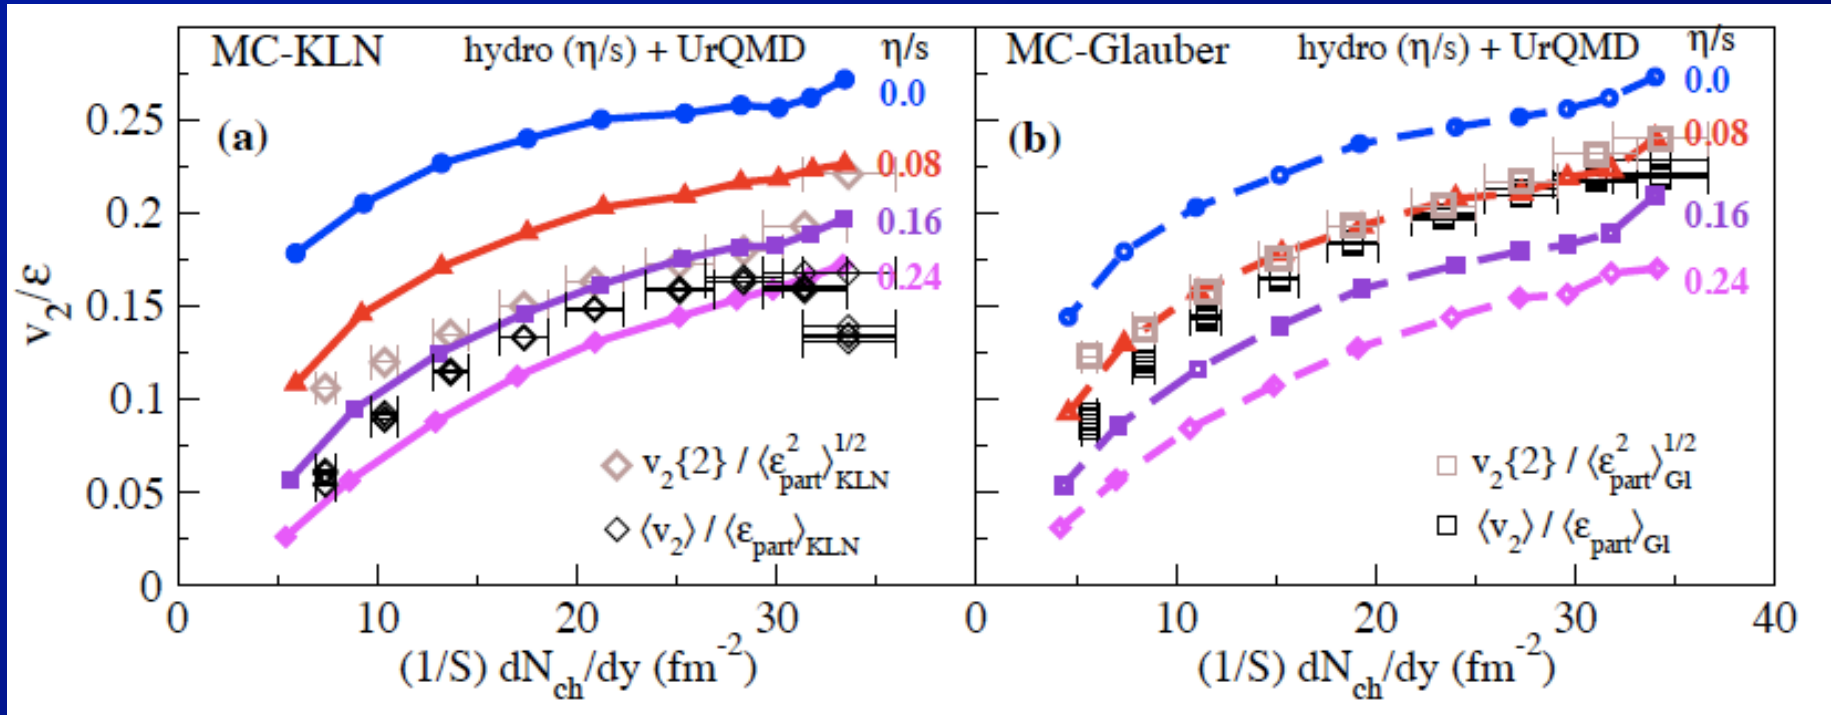 MC-KLN hydro (η/s) + UrQMD η/s
0.0
(a)
0.08
0.16
0.24
v₂{2} / ⟨ε²part⟩^1/2 KLN
⟨v₂⟩ / ⟨εpart⟩KLN
MC-Glauber hydro (η/s) + UrQMD η/s
0.0
(b)
0.08
0.16
0.24
v₂{2} / ⟨ε²part⟩^1/2 Gl
⟨v₂⟩ / ⟨εpart⟩Gl
v₂/ε
0.25
0.2
0.15
0.1
0.05
0
0 10 20 30 0 10 20 30 40
(1/S) dNch/dy (fm⁻²) (1/S) dNch/dy (fm⁻²)